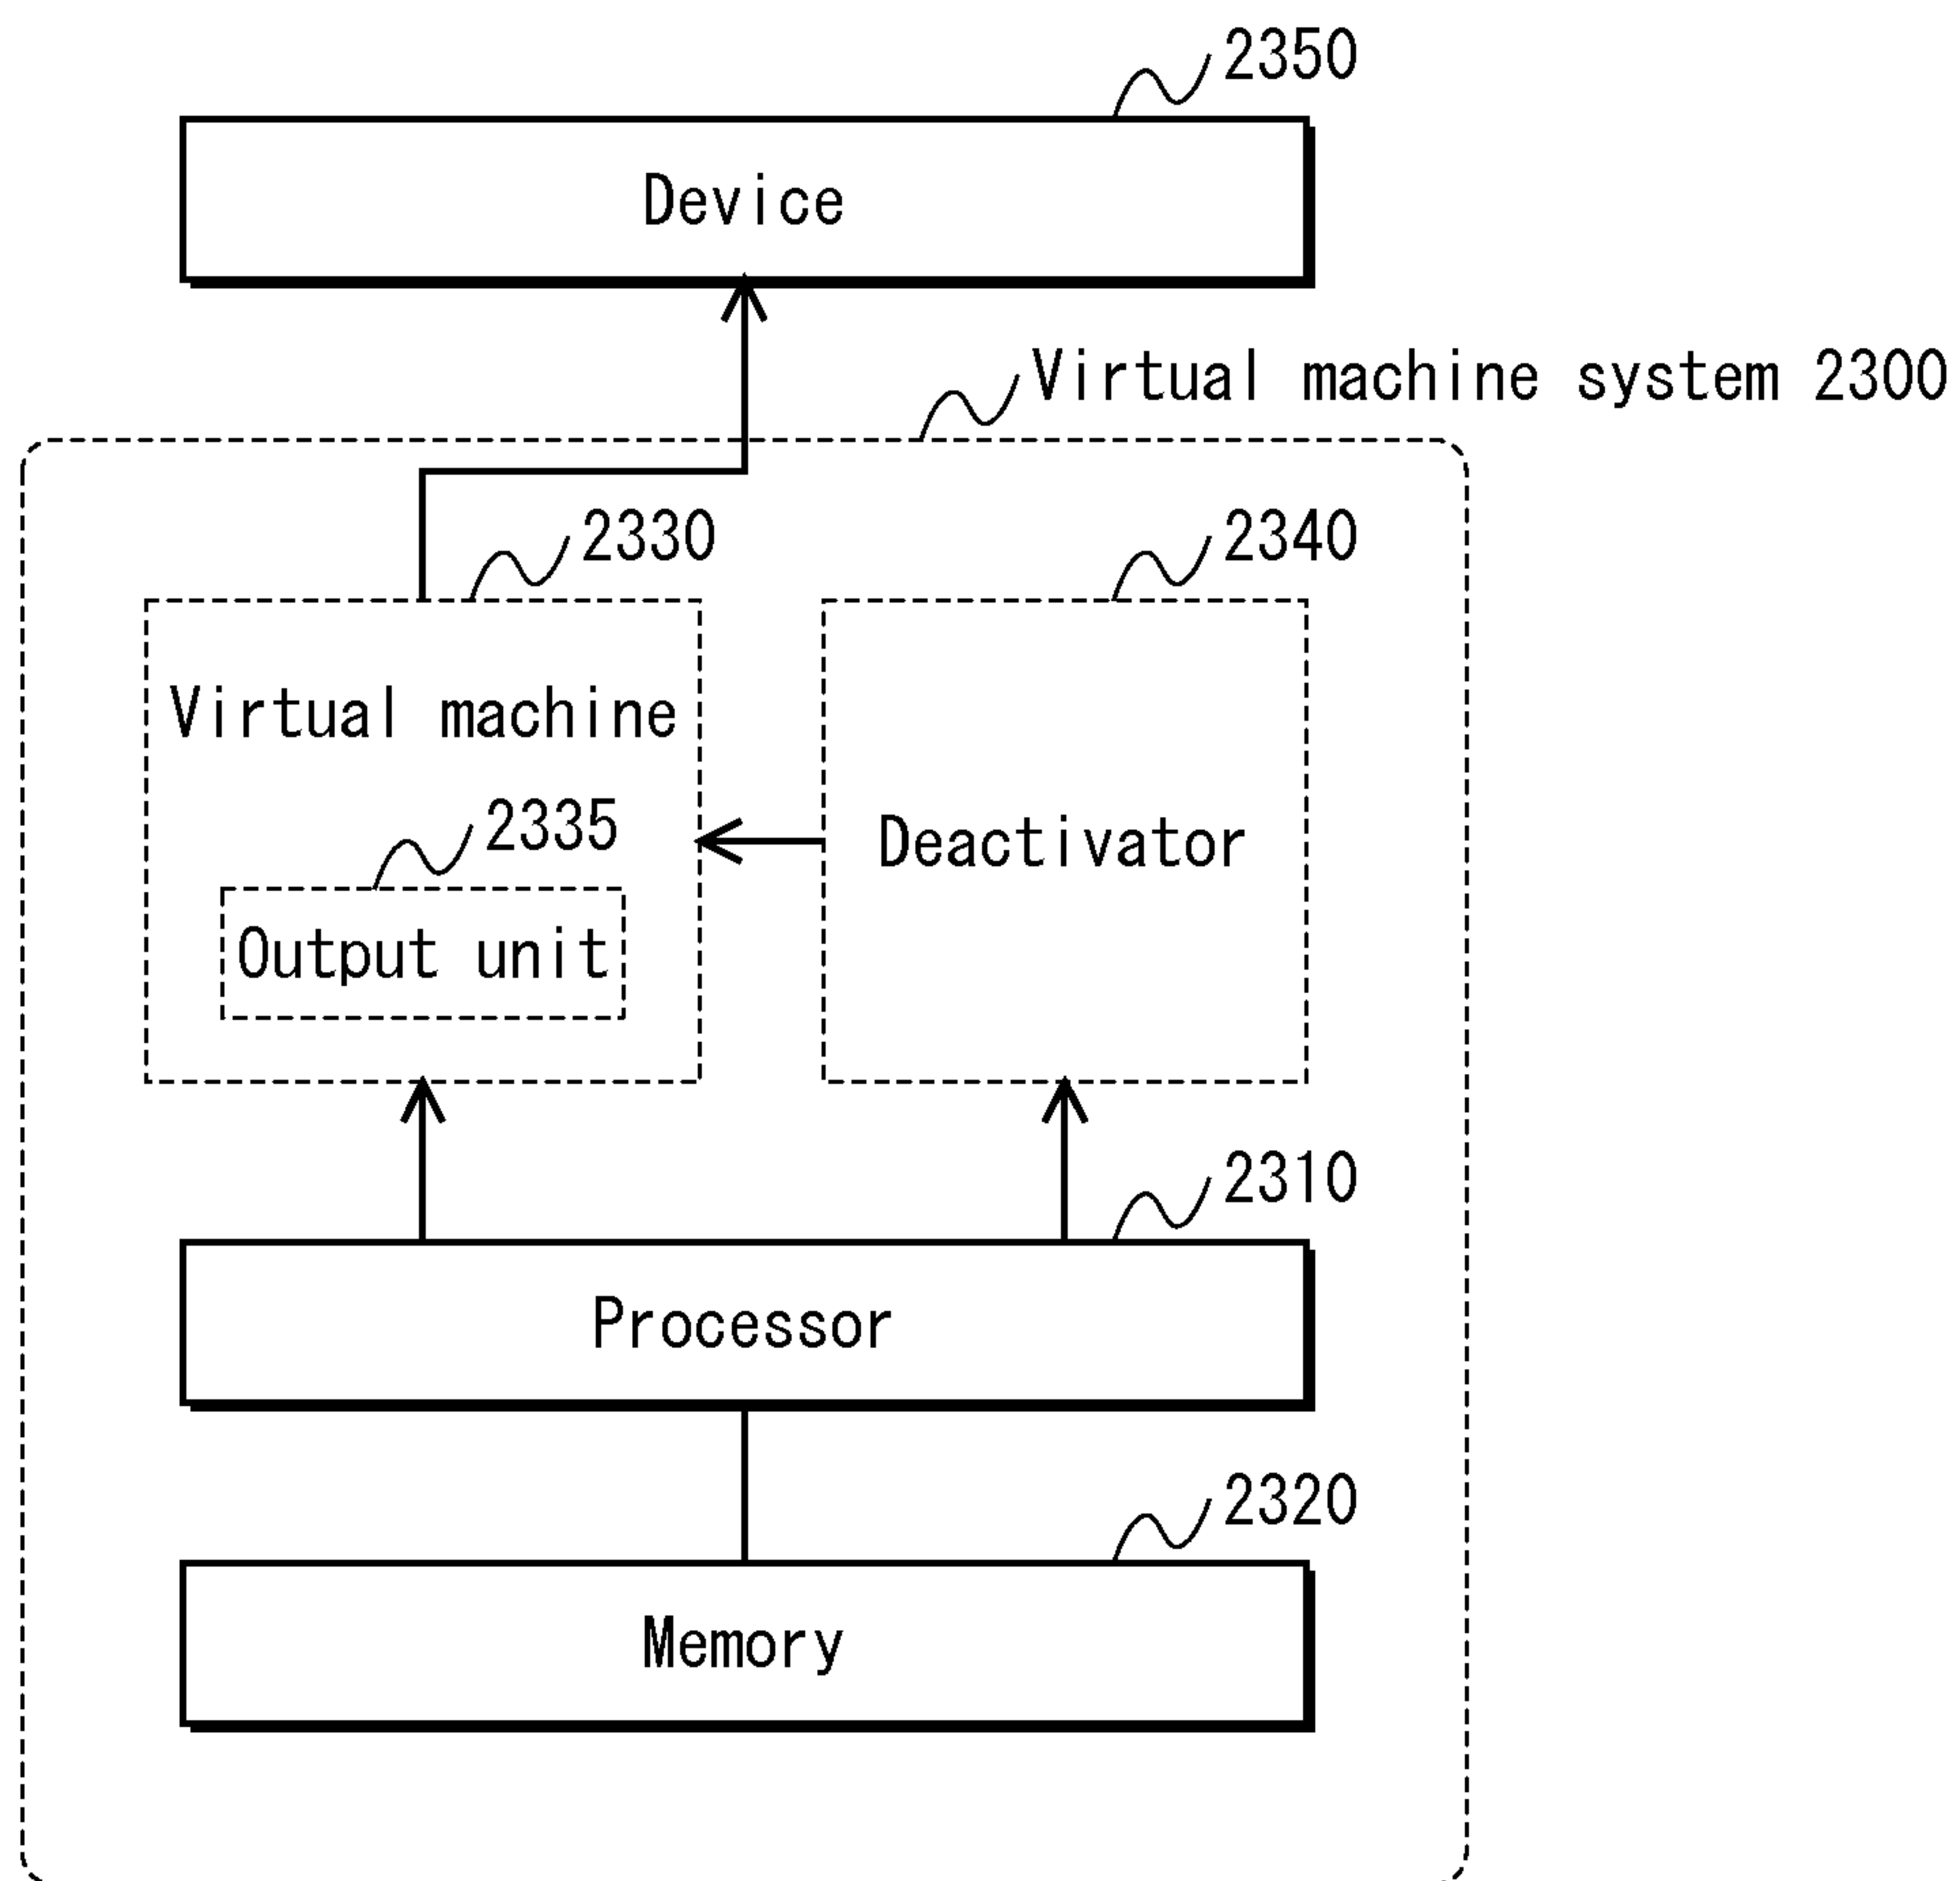 2350
Device
Virtual machine system 2300
2330
2340
Virtual machine
2335
Deactivator
Output unit
2310
Processor
2320
Memory